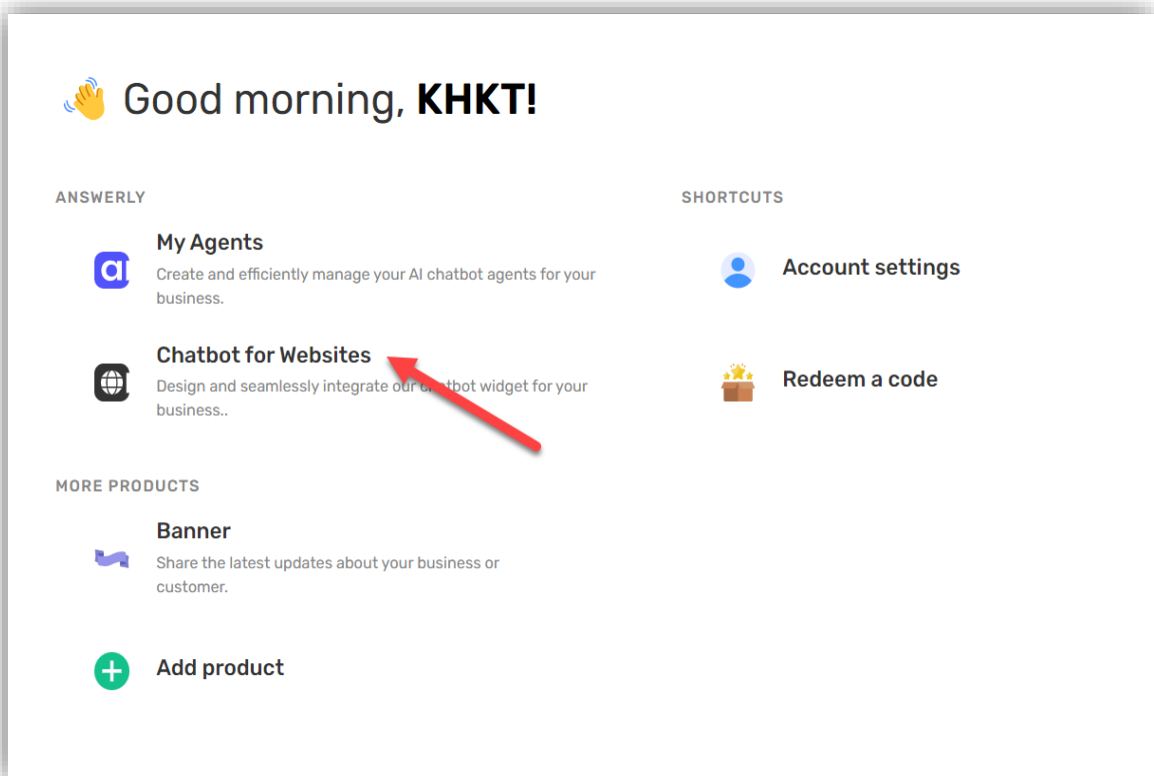 Good morning, KHKT!
ANSWERLY
My Agents
Create and efficiently manage your AI chatbot agents for your
business.
Chatbot for Websites
Design and seamlessly integrate our chatbot widget for your
business..
MORE PRODUCTS
Banner
Share the latest updates about your business or
customer.
Add product
SHORTCUTS
Account settings
Redeem a code